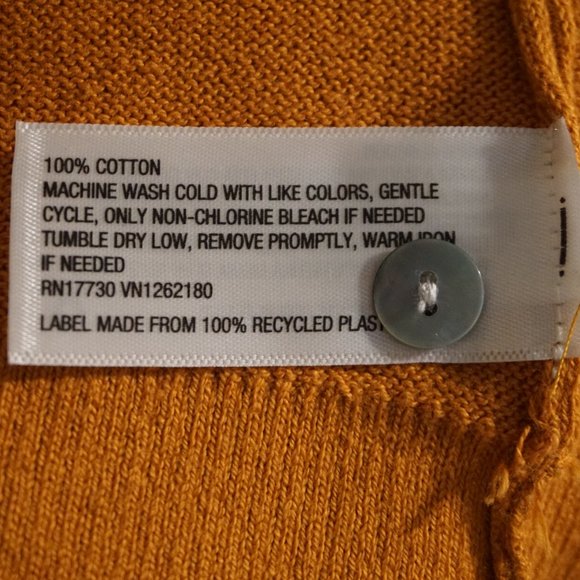 100% COTTON
MACHINE WASH COLD WITH LIKE COLORS, GENTLE
CYCLE, ONLY NON-CHLORINE BLEACH IF NEEDED
TUMBLE DRY LOW, REMOVE PROMPTLY, WARM IRON
IF NEEDED
RN17730 VN1262180
LABEL MADE FROM 100% RECYCLED